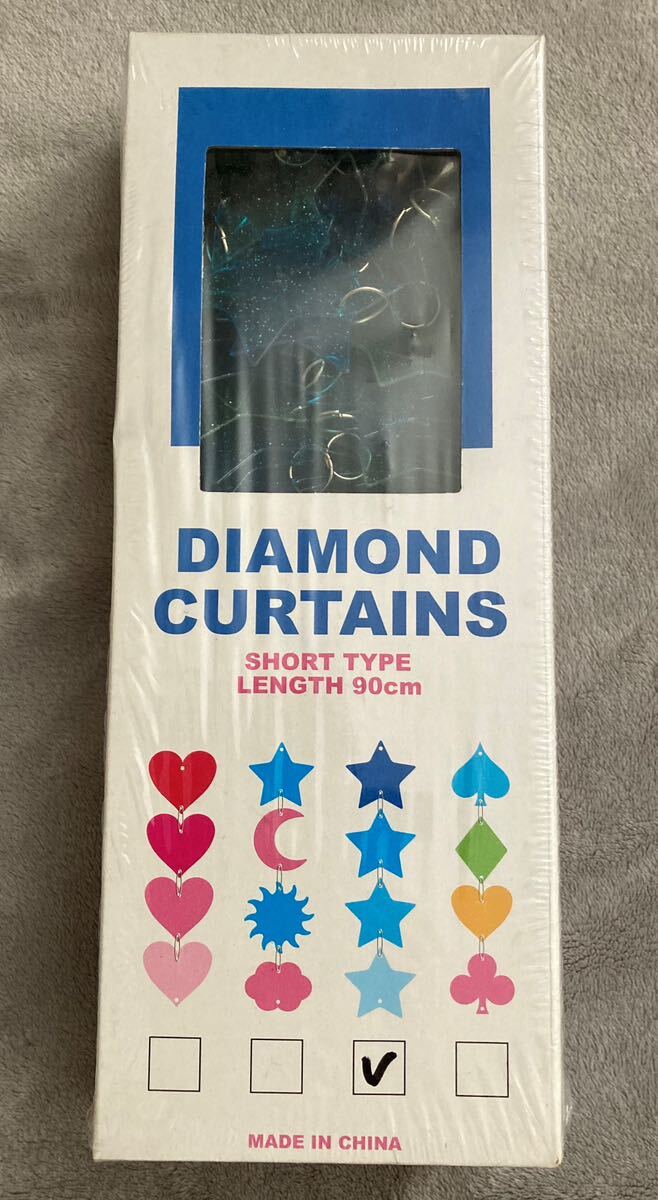 DIAMOND
CURTAINS
SHORT TYPE
LENGTH 90cm
MADE IN CHINA